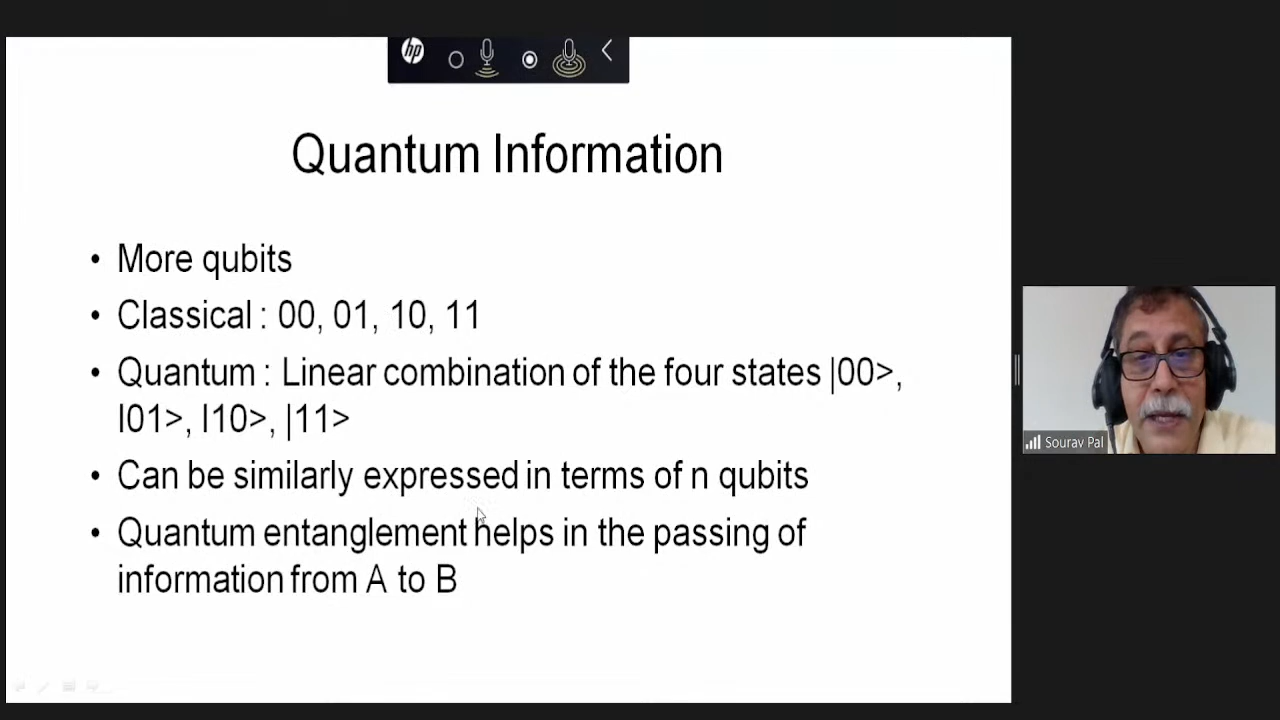 hp
Quantum Information
• More qubits
• Classical : 00, 01, 10, 11
• Quantum : Linear combination of the four states |00>,
I01>, I10>, |11>
• Can be similarly expressed in terms of n qubits
• Quantum entanglement helps in the passing of
information from A to B
Sourav Pal